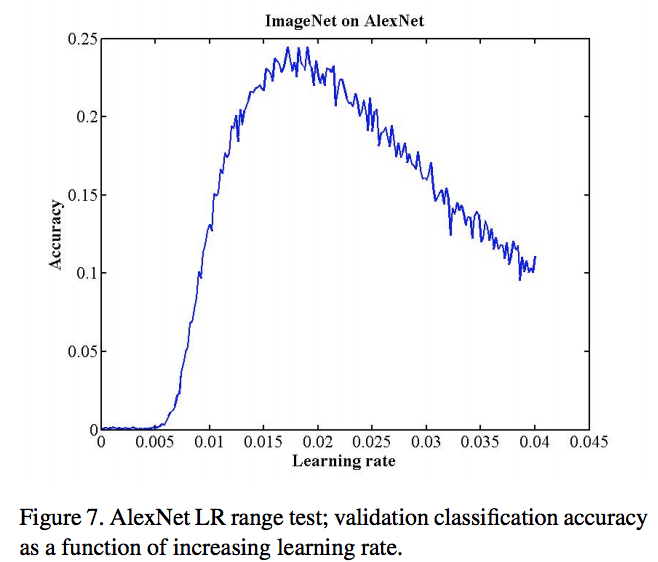 ImageNet on AlexNet
0.25
0.2
0.15
0.1
0.05
0
Accuracy
0 0.005 0.01 0.015 0.02 0.025 0.03 0.035 0.04 0.045
Learning rate
Figure 7. AlexNet LR range test; validation classification accuracy
as a function of increasing learning rate.